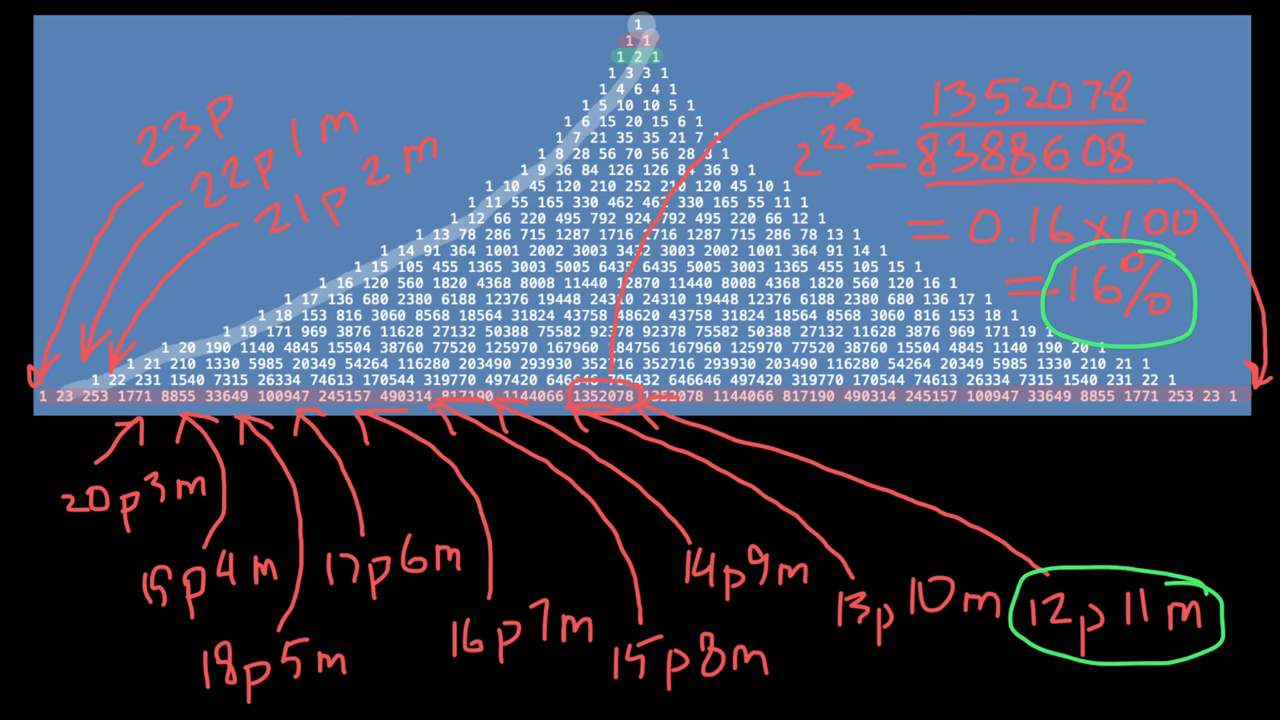 1
1 1
1 2 1
1 3 3 1
1 4 6 4 1
1 5 10 10 5 1
1 6 15 20 15 6 1
1 7 21 35 35 21 7 1
1 8 28 56 70 56 28 8 1
1 9 36 84 126 126 84 36 9 1
1 10 45 120 210 252 210 120 45 10 1
1 11 55 165 330 462 462 330 165 55 11 1
1 12 66 220 495 792 924 792 495 220 66 12 1
1 13 78 286 715 1287 1716 1716 1287 715 286 78 13 1
1 14 91 364 1001 2002 3003 3432 3003 2002 1001 364 91 14 1
1 15 105 455 1365 3003 5005 6435 6435 5005 3003 1365 455 105 15 1
1 16 120 560 1820 4368 8008 11440 12870 11440 8008 4368 1820 560 120 16 1
1 17 136 680 2380 6188 12376 19448 24310 24310 19448 12376 6188 2380 680 136 17 1
1 18 153 816 3060 8568 18564 31824 43758 48620 43758 31824 18564 8568 3060 816 153 18 1
1 19 171 969 3876 11628 27132 50388 75582 92378 92378 75582 50388 27132 11628 3876 969 171 19 1
1 20 190 1140 4845 15504 38760 77520 125970 167960 184756 167960 125970 77520 38760 15504 4845 1140 190 20 1
1 21 210 1330 5985 20349 54264 116280 203490 293930 352716 352716 293930 203490 116280 54264 20349 5985 1330 210 21 1
1 22 231 1540 7315 26334 74613 170544 319770 497420 646646 705432 646646 497420 319770 170544 74613 26334 7315 1540 231 22 1
1 23 253 1771 8855 33649 100947 245157 490314 817190 1144066 1352078 1352078 1144066 817190 490314 245157 100947 33649 8855 1771 253 23 1
23p
22p 1m
21p 2m
1352078
2^23 = 8388608
= 0.16×100
= 16%
20p 3m
19p 4m
18p 5m
17p 6m
16p 7m
15p 8m
14p 9m
13p 10m
12p 11m